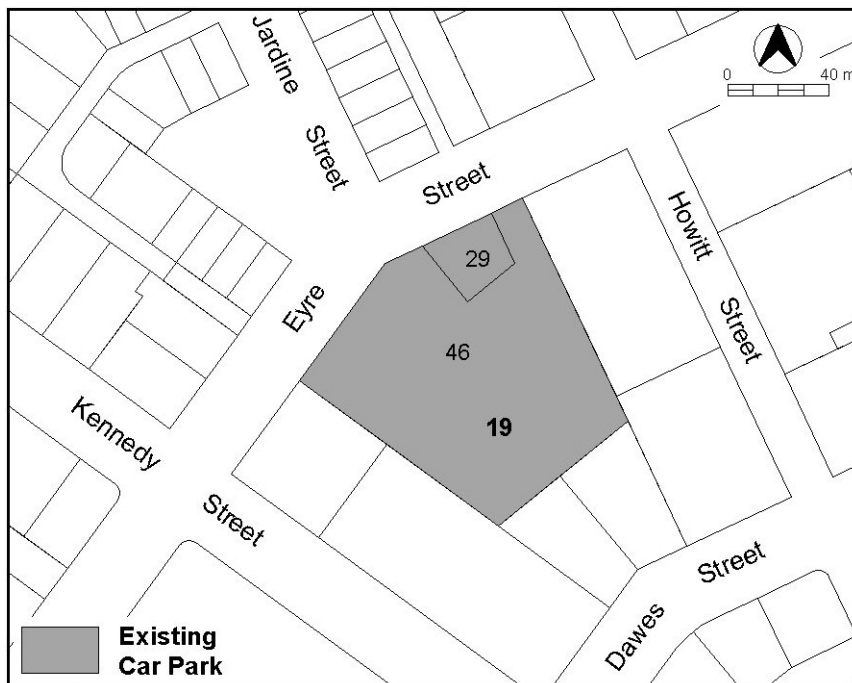 Jardine
Street
0 40 m
Street
29
Howitt
Street
Eyre
46
19
Kennedy
Street
Street
Dawes
Existing
Car Park